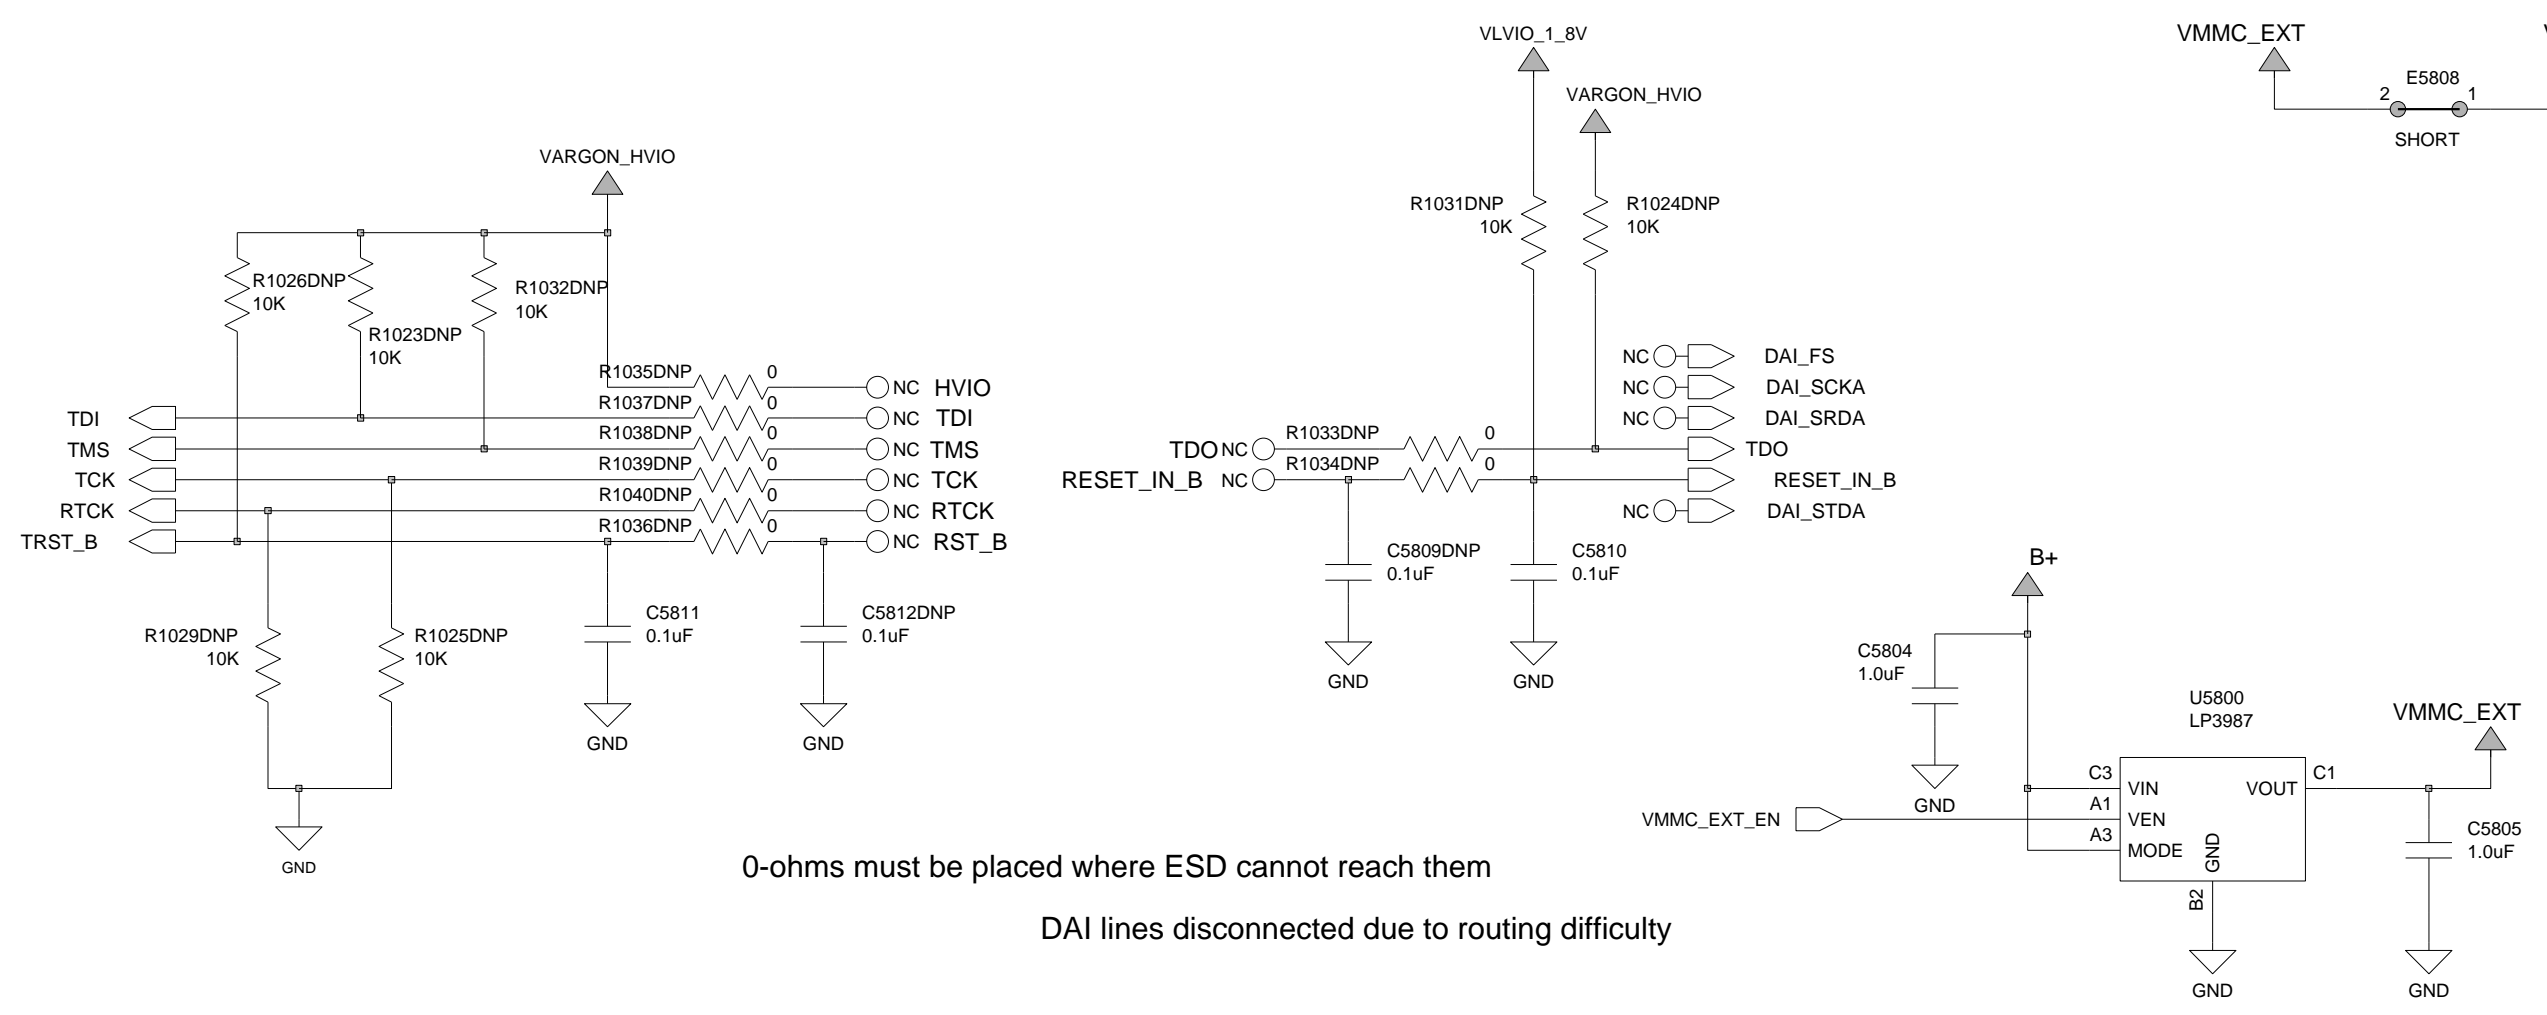 VLVIO_1_8V
VMMC_EXT
E5808
2
1
SHORT
VARGON_HVIO
VARGON_HVIO
R1031DNP
10K
R1024DNP
10K
R1026DNP
10K
R1023DNP
10K
R1032DNP
10K
R1035DNP
0
NC HVIO
TDI
R1037DNP
0
NC TDI
TMS
R1038DNP
0
NC TMS
TCK
R1039DNP
0
NC TCK
RTCK
R1040DNP
0
NC RTCK
TRST_B
R1036DNP
0
NC RST_B
NC DAI_FS
NC DAI_SCKA
NC DAI_SRDA
TDO NC
R1033DNP
0
TDO
RESET_IN_B NC
R1034DNP
0
RESET_IN_B
NC DAI_STDA
C5809DNP
0.1uF
C5810
0.1uF
GND
GND
R1029DNP
10K
R1025DNP
10K
C5811
0.1uF
C5812DNP
0.1uF
GND
GND
GND
B+
C5804
1.0uF
GND
U5800
LP3987
VMMC_EXT
C3
VIN
VOUT
C1
VMMC_EXT_EN
A1
VEN
A3
MODE
GND
B2
C5805
1.0uF
GND
GND
0-ohms must be placed where ESD cannot reach them
DAI lines disconnected due to routing difficulty